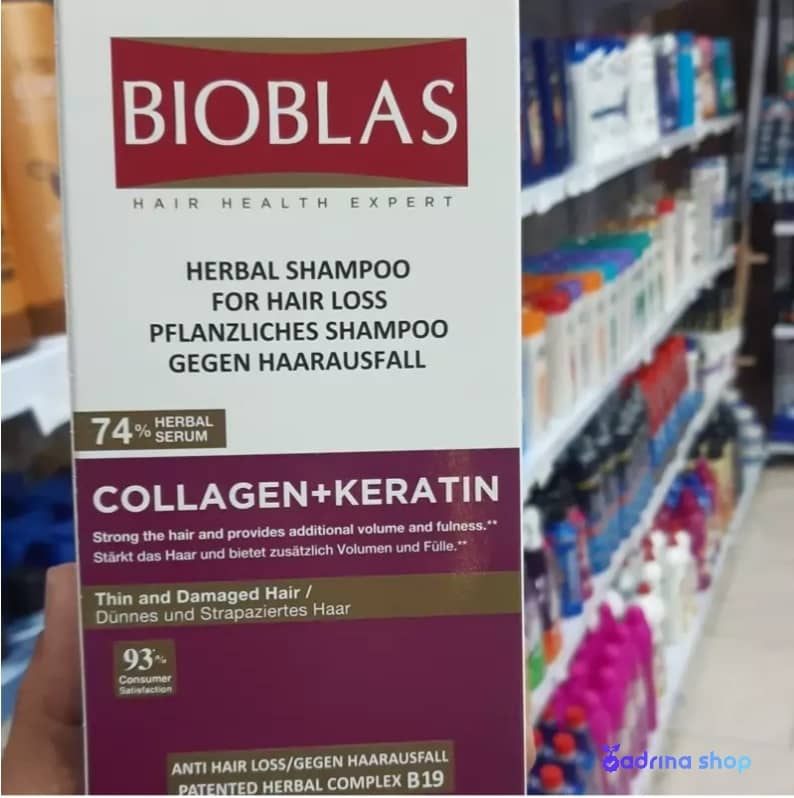 BIOBLAS
HAIR HEALTH EXPERT
HERBAL SHAMPOO
FOR HAIR LOSS
PFLANZLICHES SHAMPOO
GEGEN HAARAUSFALL
74% HERBAL
SERUM
COLLAGEN+KERATIN
Strong the hair and provides additional volume and fulness.**
Stärkt das Haar und bietet zusätzlich Volumen und Fülle.**
Thin and Damaged Hair /
Dünnes und Strapaziertes Haar
93*%
Consumer
Satisfaction
ANTI HAIR LOSS/GEGEN HAARAUSFALL
PATENTED HERBAL COMPLEX B19
Sadrina shop